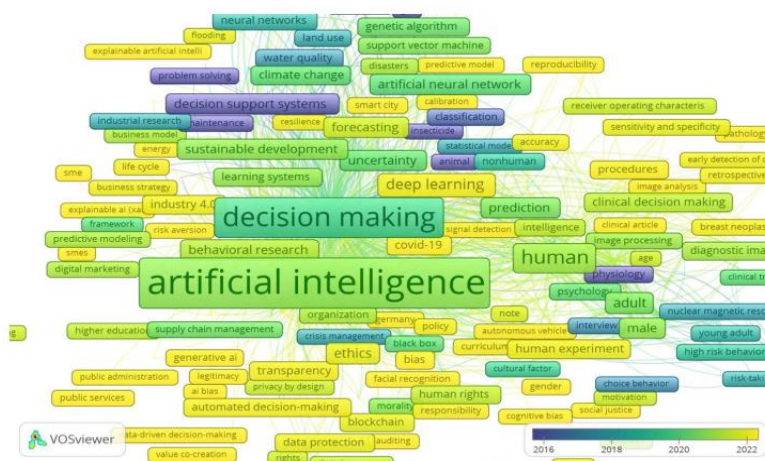 neural networks
genetic algorithm
flooding
land use
support vector machine
explainable artificial intelli
water quality
disasters
predictive model
reproducibility
problem solving
climate change
artificial neural network
decision support systems
smart city
calibration
receiver operating characteris
industrial research
maintenance
resilience
forecasting
insecticide
classification
sensitivity and specificity
pathology
business model
statistical model
accuracy
energy
sustainable development
uncertainty
animal
nonhuman
early detection of c
sme
life cycle
learning systems
procedures
retrospective
business strategy
deep learning
image analysis
explainable ai (xai)
industry 4.0
decision making
prediction
clinical decision making
framework
risk aversion
signal detection
intelligence
clinical article
breast neoplas
predictive modeling
behavioral research
covid-19
image processing
smes
human
age
diagnostic ima
digital marketing
artificial intelligence
physiology
clinical t
psychology
adult
organization
germany
note
nuclear magnetic reso
higher education
supply chain management
crisis management
policy
autonomous vehicle
interview
male
young adult
black box
generative ai
ethics
bias
curriculum
human experiment
high risk behavior
public administration
legitimacy
transparency
facial recognition
cultural factor
risk-takin
ai bias
privacy by design
human rights
gender
choice behavior
public services
automated decision-making
morality
responsibility
motivation
blockchain
cognitive bias
social justice
VOSviewer
data-driven decision-making
data protection
auditing
value co-creation
rights
2016 2018 2020 2022